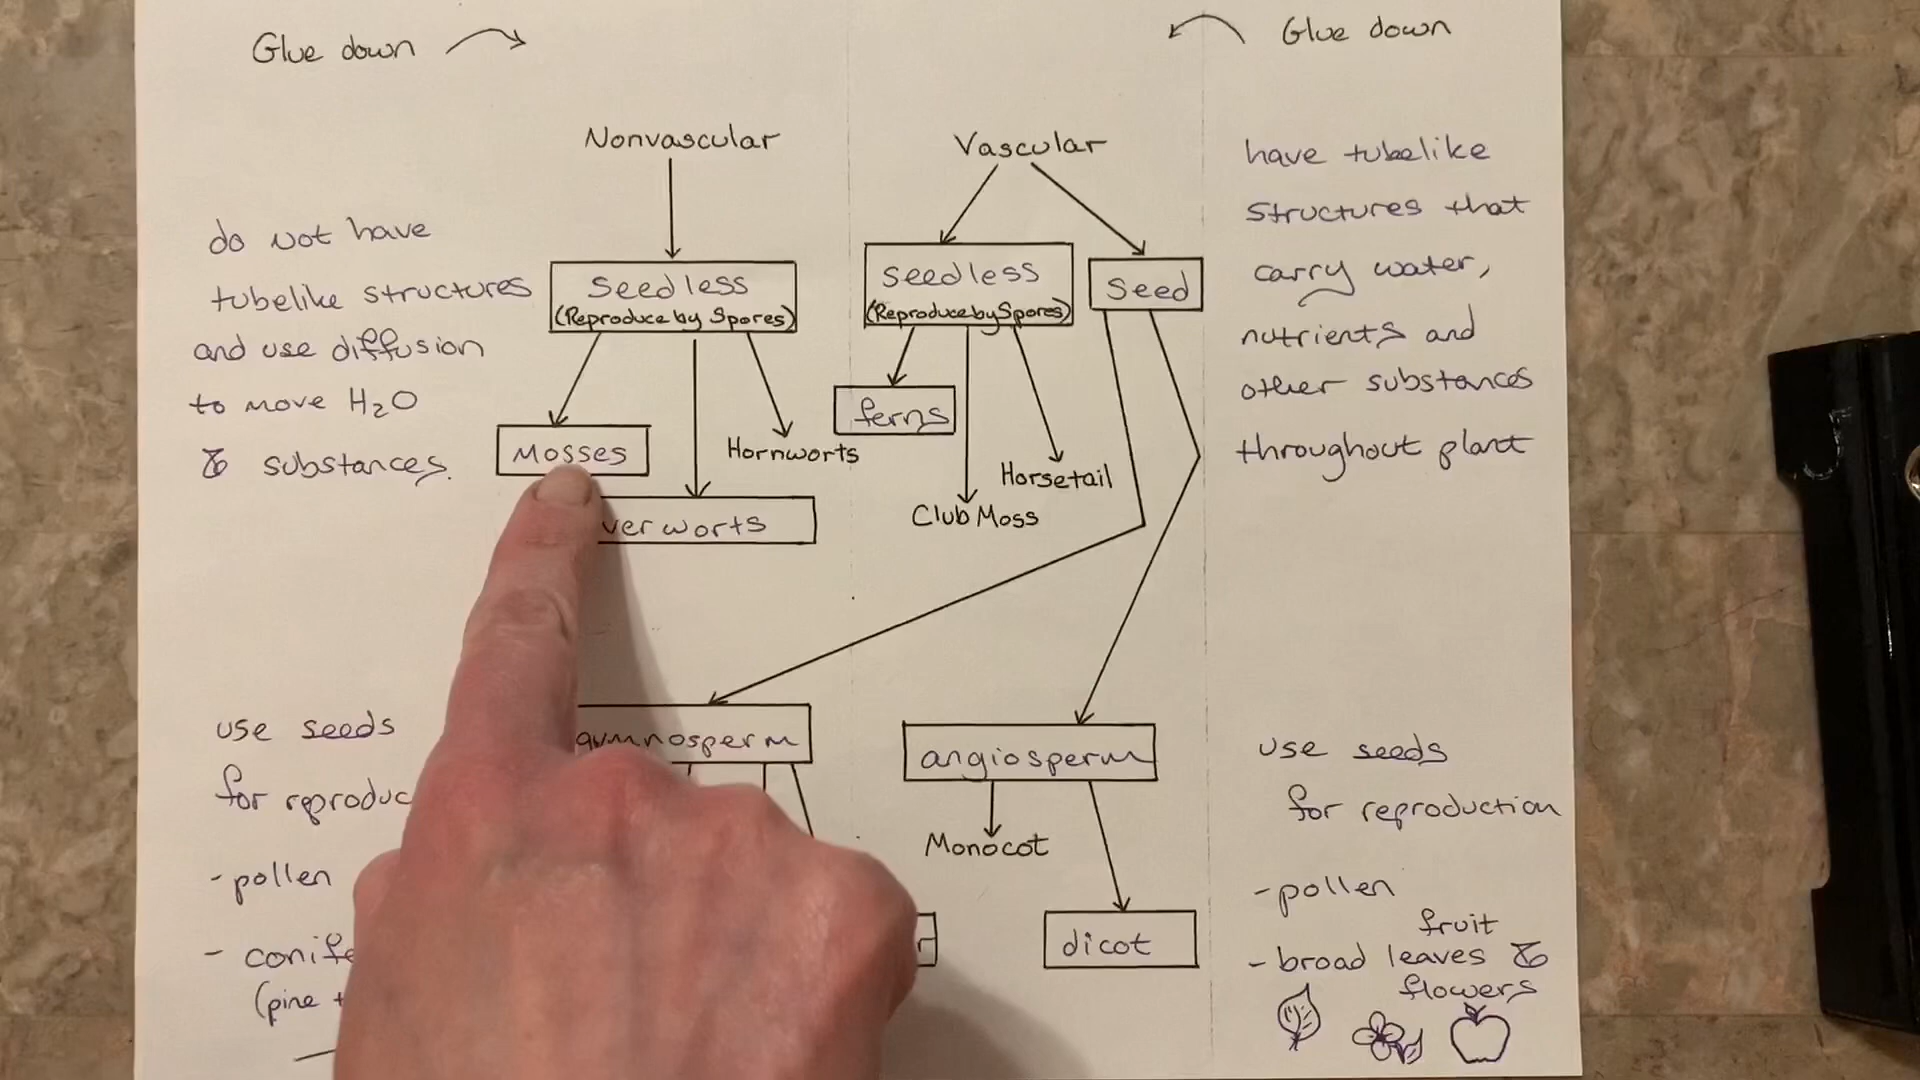 Glue down
Glue down
Nonvascular
Vascular
do not have
tubelike structures
and use diffusion
to move H₂O
& substances.
seedless
(Reproduce by Spores)
seedless
(Reproduce by Spores)
seed
have tubelike
structures that
carry water,
nutrients and
other substances
throughout plant
mosses
Hornworts
ferns
Horsetail
Club Moss
use seeds
for
- pollen
(pine
angiosperm
Monocot
dicot
use seeds
for reproduction
- pollen
fruit
- broad leaves &
flowers